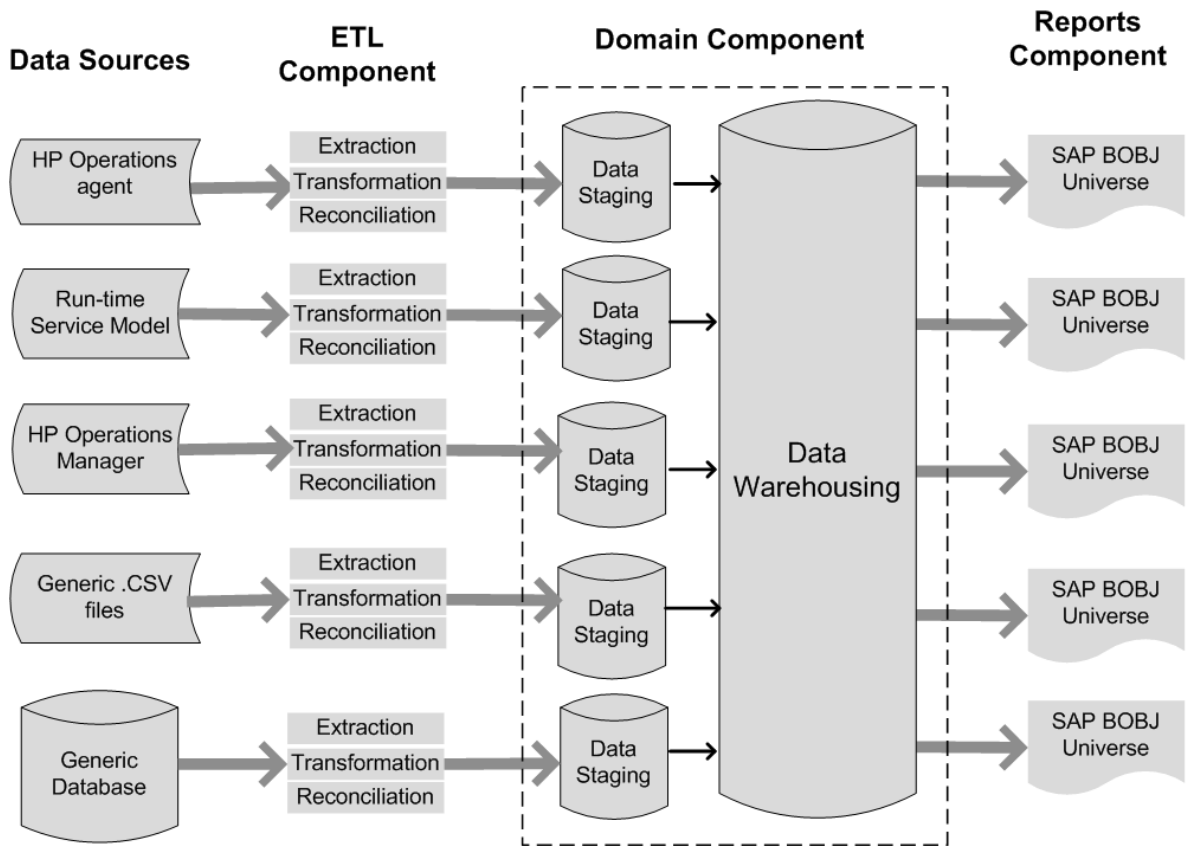 Data Sources
ETL
Component
Domain Component
Reports
Component
HP Operations
agent
Extraction
Transformation
Reconciliation
Data
Staging
SAP BOBJ
Universe
Run-time
Service Model
Extraction
Transformation
Reconciliation
Data
Staging
SAP BOBJ
Universe
HP Operations
Manager
Extraction
Transformation
Reconciliation
Data
Staging
Data
Warehousing
SAP BOBJ
Universe
Generic .CSV
files
Extraction
Transformation
Reconciliation
Data
Staging
SAP BOBJ
Universe
Generic
Database
Extraction
Transformation
Reconciliation
Data
Staging
SAP BOBJ
Universe